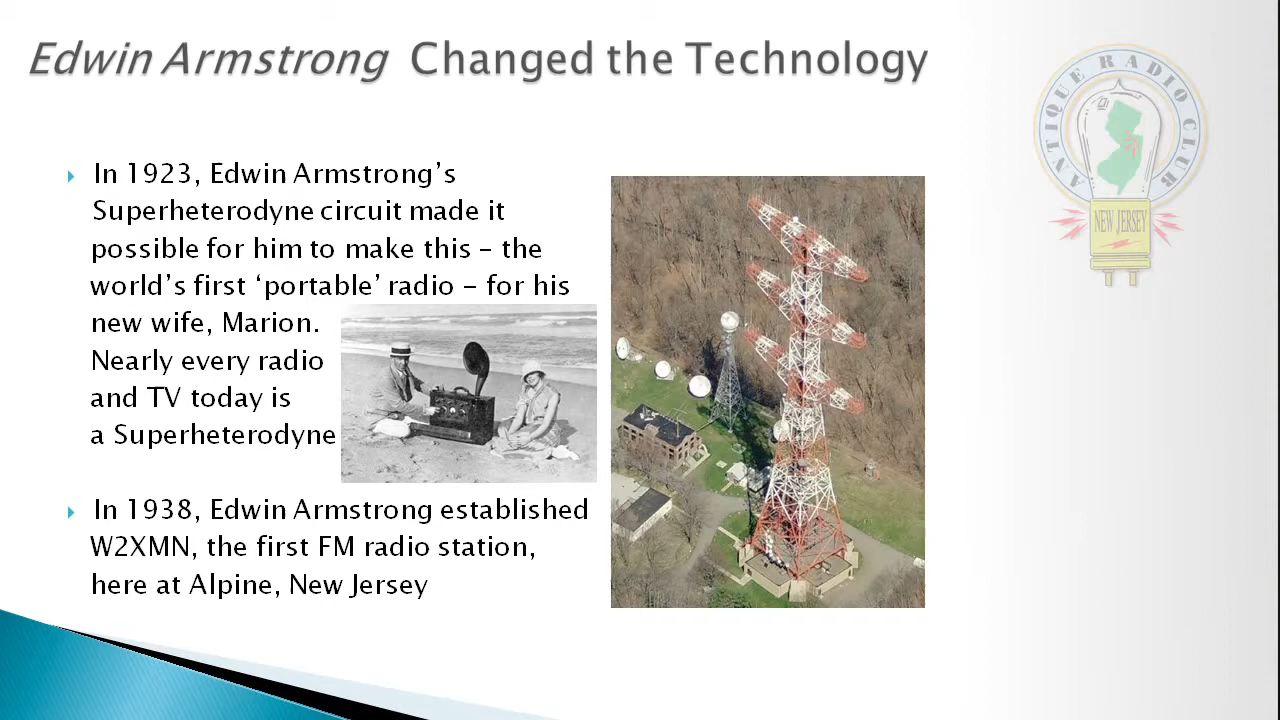 Edwin Armstrong Changed the Technology
In 1923, Edwin Armstrong’s
Superheterodyne circuit made it
possible for him to make this – the
world’s first ‘portable’ radio – for his
new wife, Marion.
Nearly every radio
and TV today is
a Superheterodyne
In 1938, Edwin Armstrong established
W2XMN, the first FM radio station,
here at Alpine, New Jersey
ANTIQUE RADIO CLUB
NEW JERSEY